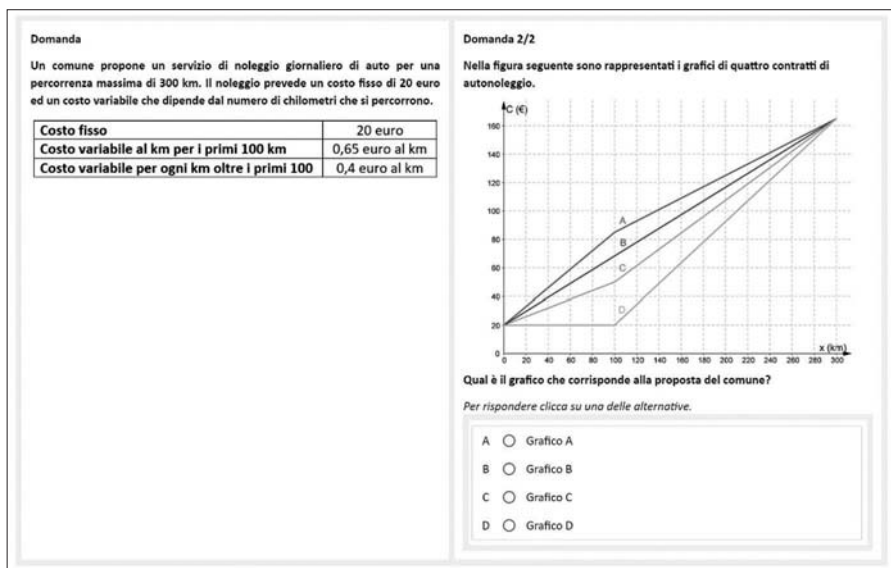 Domanda
Un comune propone un servizio di noleggio giornaliero di auto per una
percorrenza massima di 300 km. Il noleggio prevede un costo fisso di 20 euro
ed un costo variabile che dipende dal numero di chilometri che si percorrono.
Costo fisso 20 euro
Costo variabile al km per i primi 100 km 0,65 euro al km
Costo variabile per ogni km oltre i primi 100 0,4 euro al km
Domanda 2/2
Nella figura seguente sono rappresentati i grafici di quattro contratti di
autonoleggio.
C (€)
160
140
120
100
80
60
40
20
0
A
B
C
D
x (km)
0 20 40 60 80 100 120 140 160 180 200 220 240 260 280 300
Qual è il grafico che corrisponde alla proposta del comune?
Per rispondere clicca su una delle alternative.
A Grafico A
B Grafico B
C Grafico C
D Grafico D